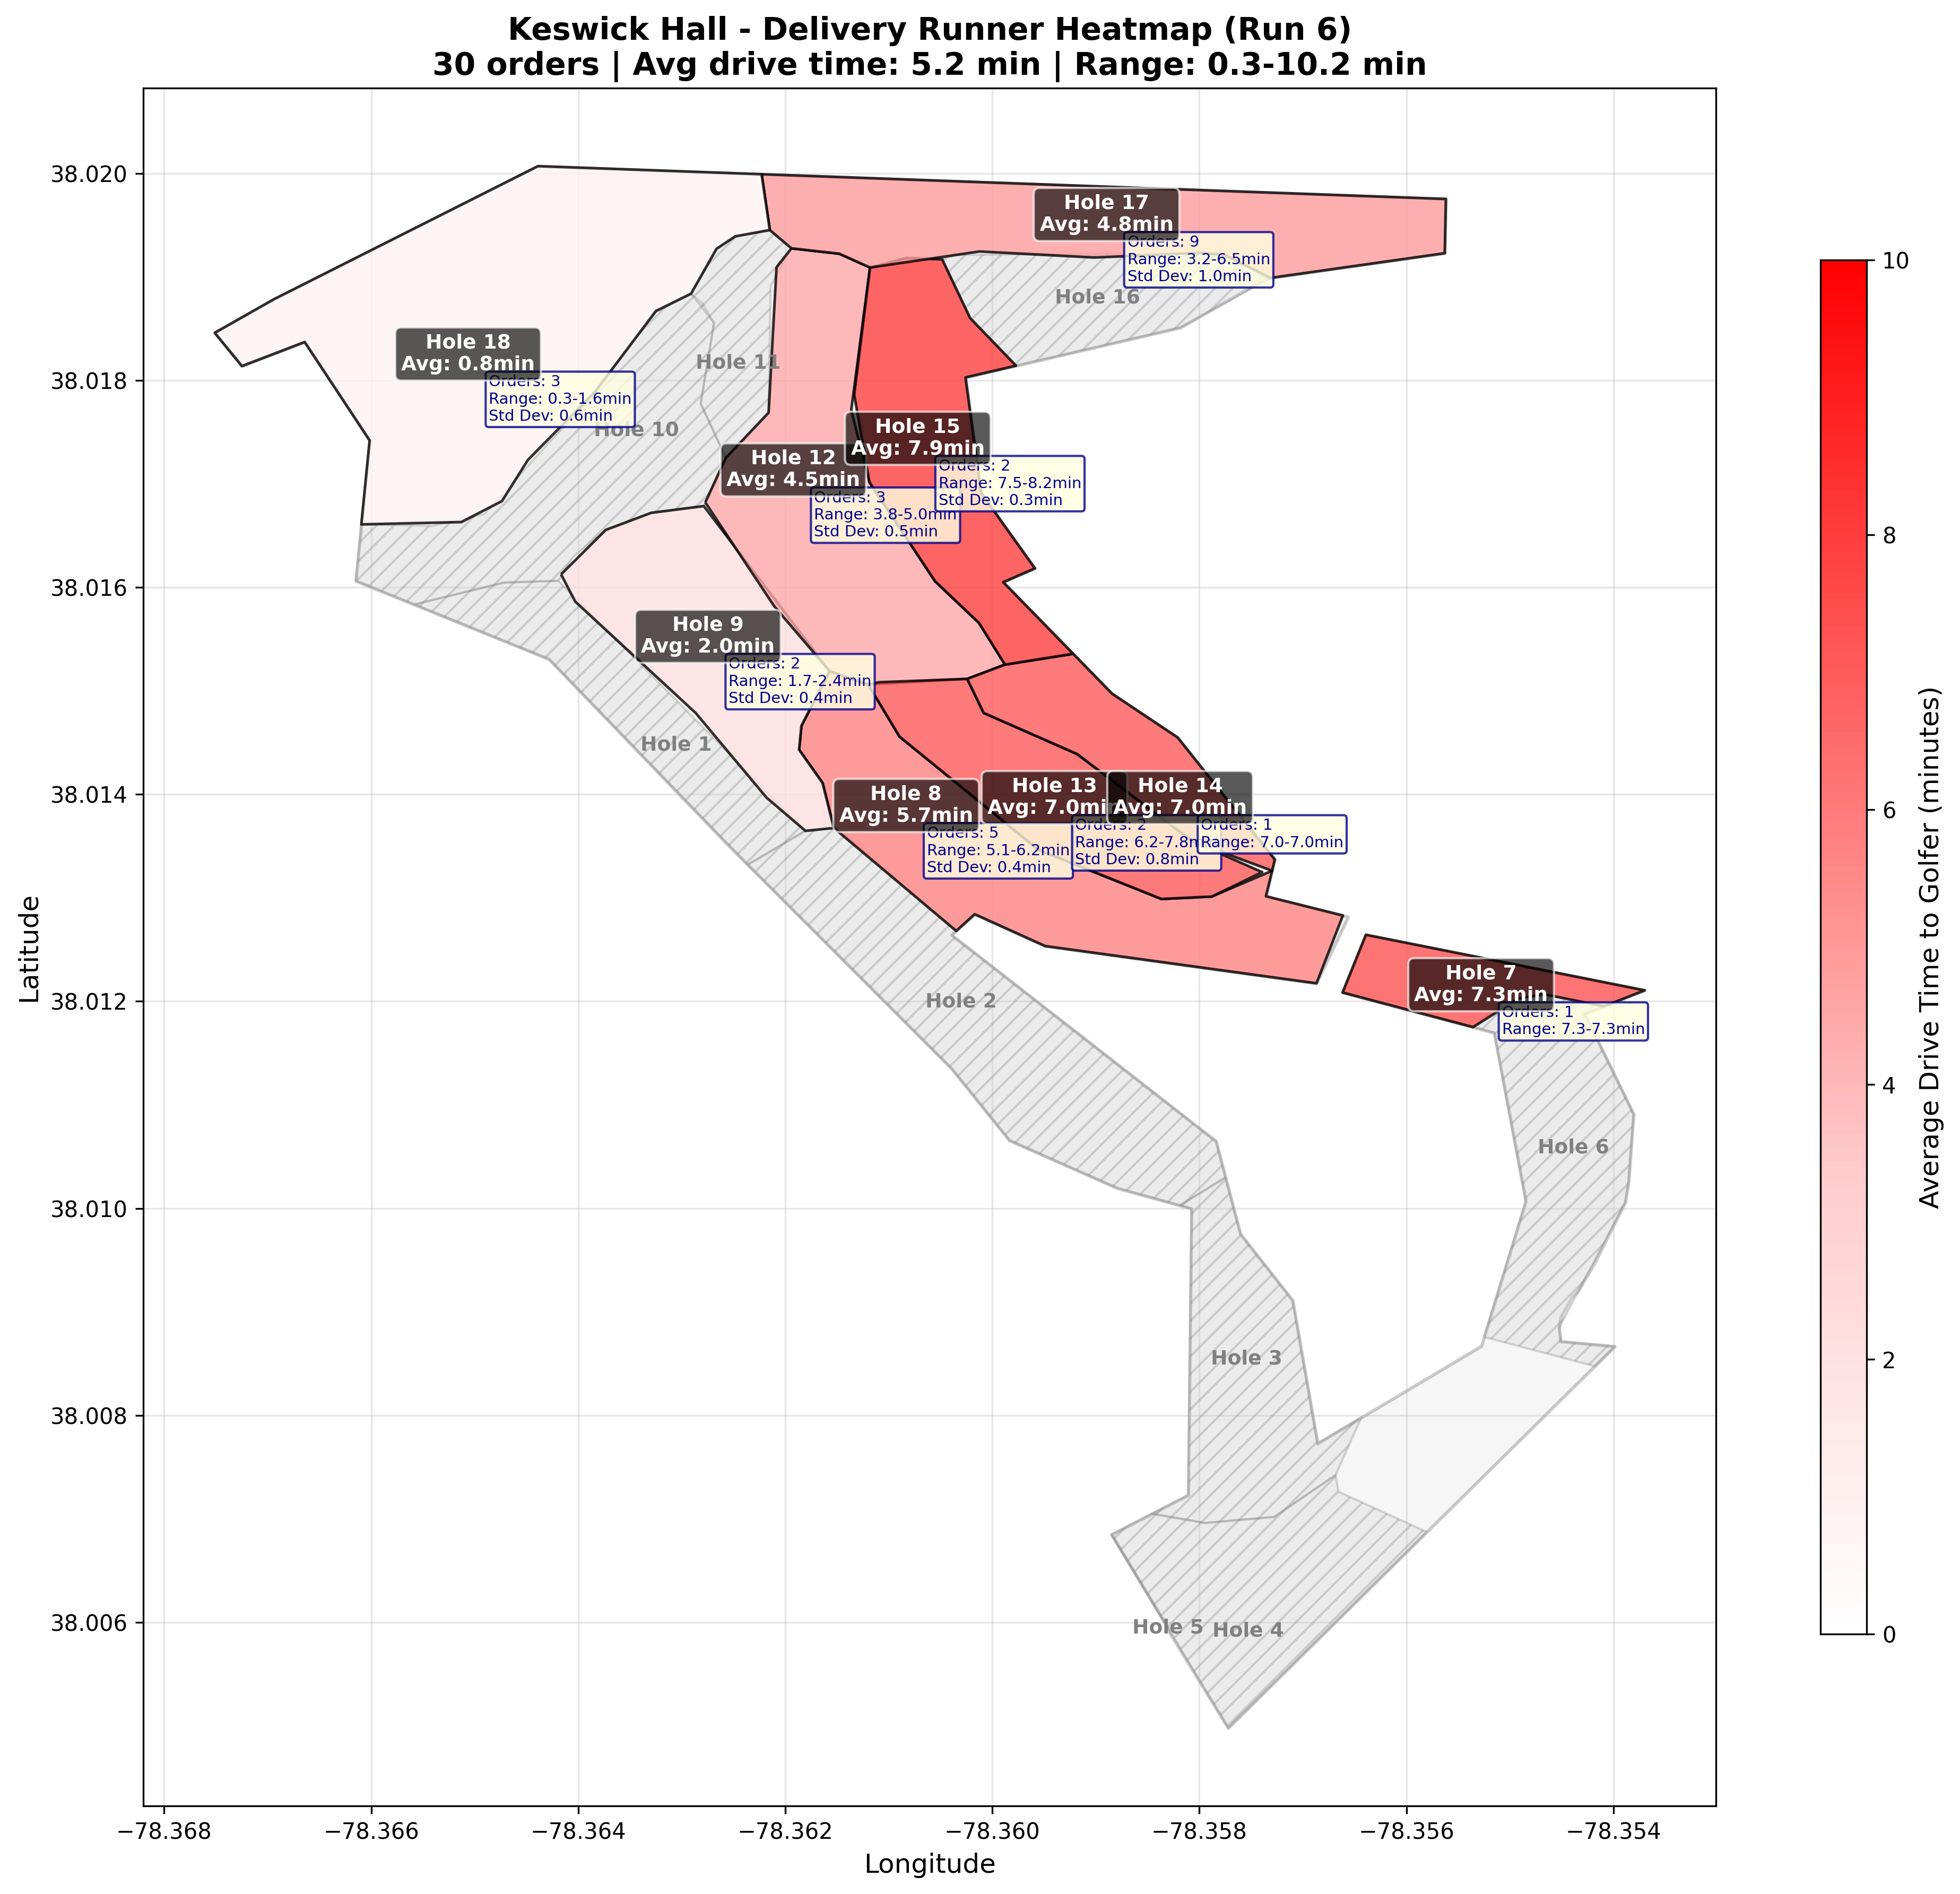 Keswick Hall - Delivery Runner Heatmap (Run 6)
30 orders | Avg drive time: 5.2 min | Range: 0.3-10.2 min
Hole 17
Avg: 4.8min
Orders: 9
Range: 3.2-6.5min
Std Dev: 1.0min
Hole 16
Hole 18
Avg: 0.8min
Orders: 3
Range: 0.3-1.6min
Std Dev: 0.6min
Hole 11
Hole 10
Hole 15
Avg: 7.9min
Orders: 2
Range: 7.5-8.2min
Std Dev: 0.3min
Hole 12
Avg: 4.5min
Orders: 3
Range: 3.8-5.0min
Std Dev: 0.5min
Hole 9
Avg: 2.0min
Orders: 2
Range: 1.7-2.4min
Std Dev: 0.4min
Hole 1
Hole 8
Avg: 5.7min
Orders: 5
Range: 5.1-6.2min
Std Dev: 0.4min
Hole 13
Avg: 7.0min
Orders: 2
Range: 6.2-7.8m
Std Dev: 0.8min
Hole 14
Avg: 7.0min
Orders: 1
Range: 7.0-7.0min
Hole 7
Avg: 7.3min
Orders: 1
Range: 7.3-7.3min
Hole 2
Hole 6
Hole 3
Hole 5
Hole 4
38.020
38.018
38.016
38.014
38.012
38.010
38.008
38.006
Latitude
−78.368
−78.366
−78.364
−78.362
−78.360
−78.358
−78.356
−78.354
Longitude
10
8
6
4
2
0
Average Drive Time to Golfer (minutes)